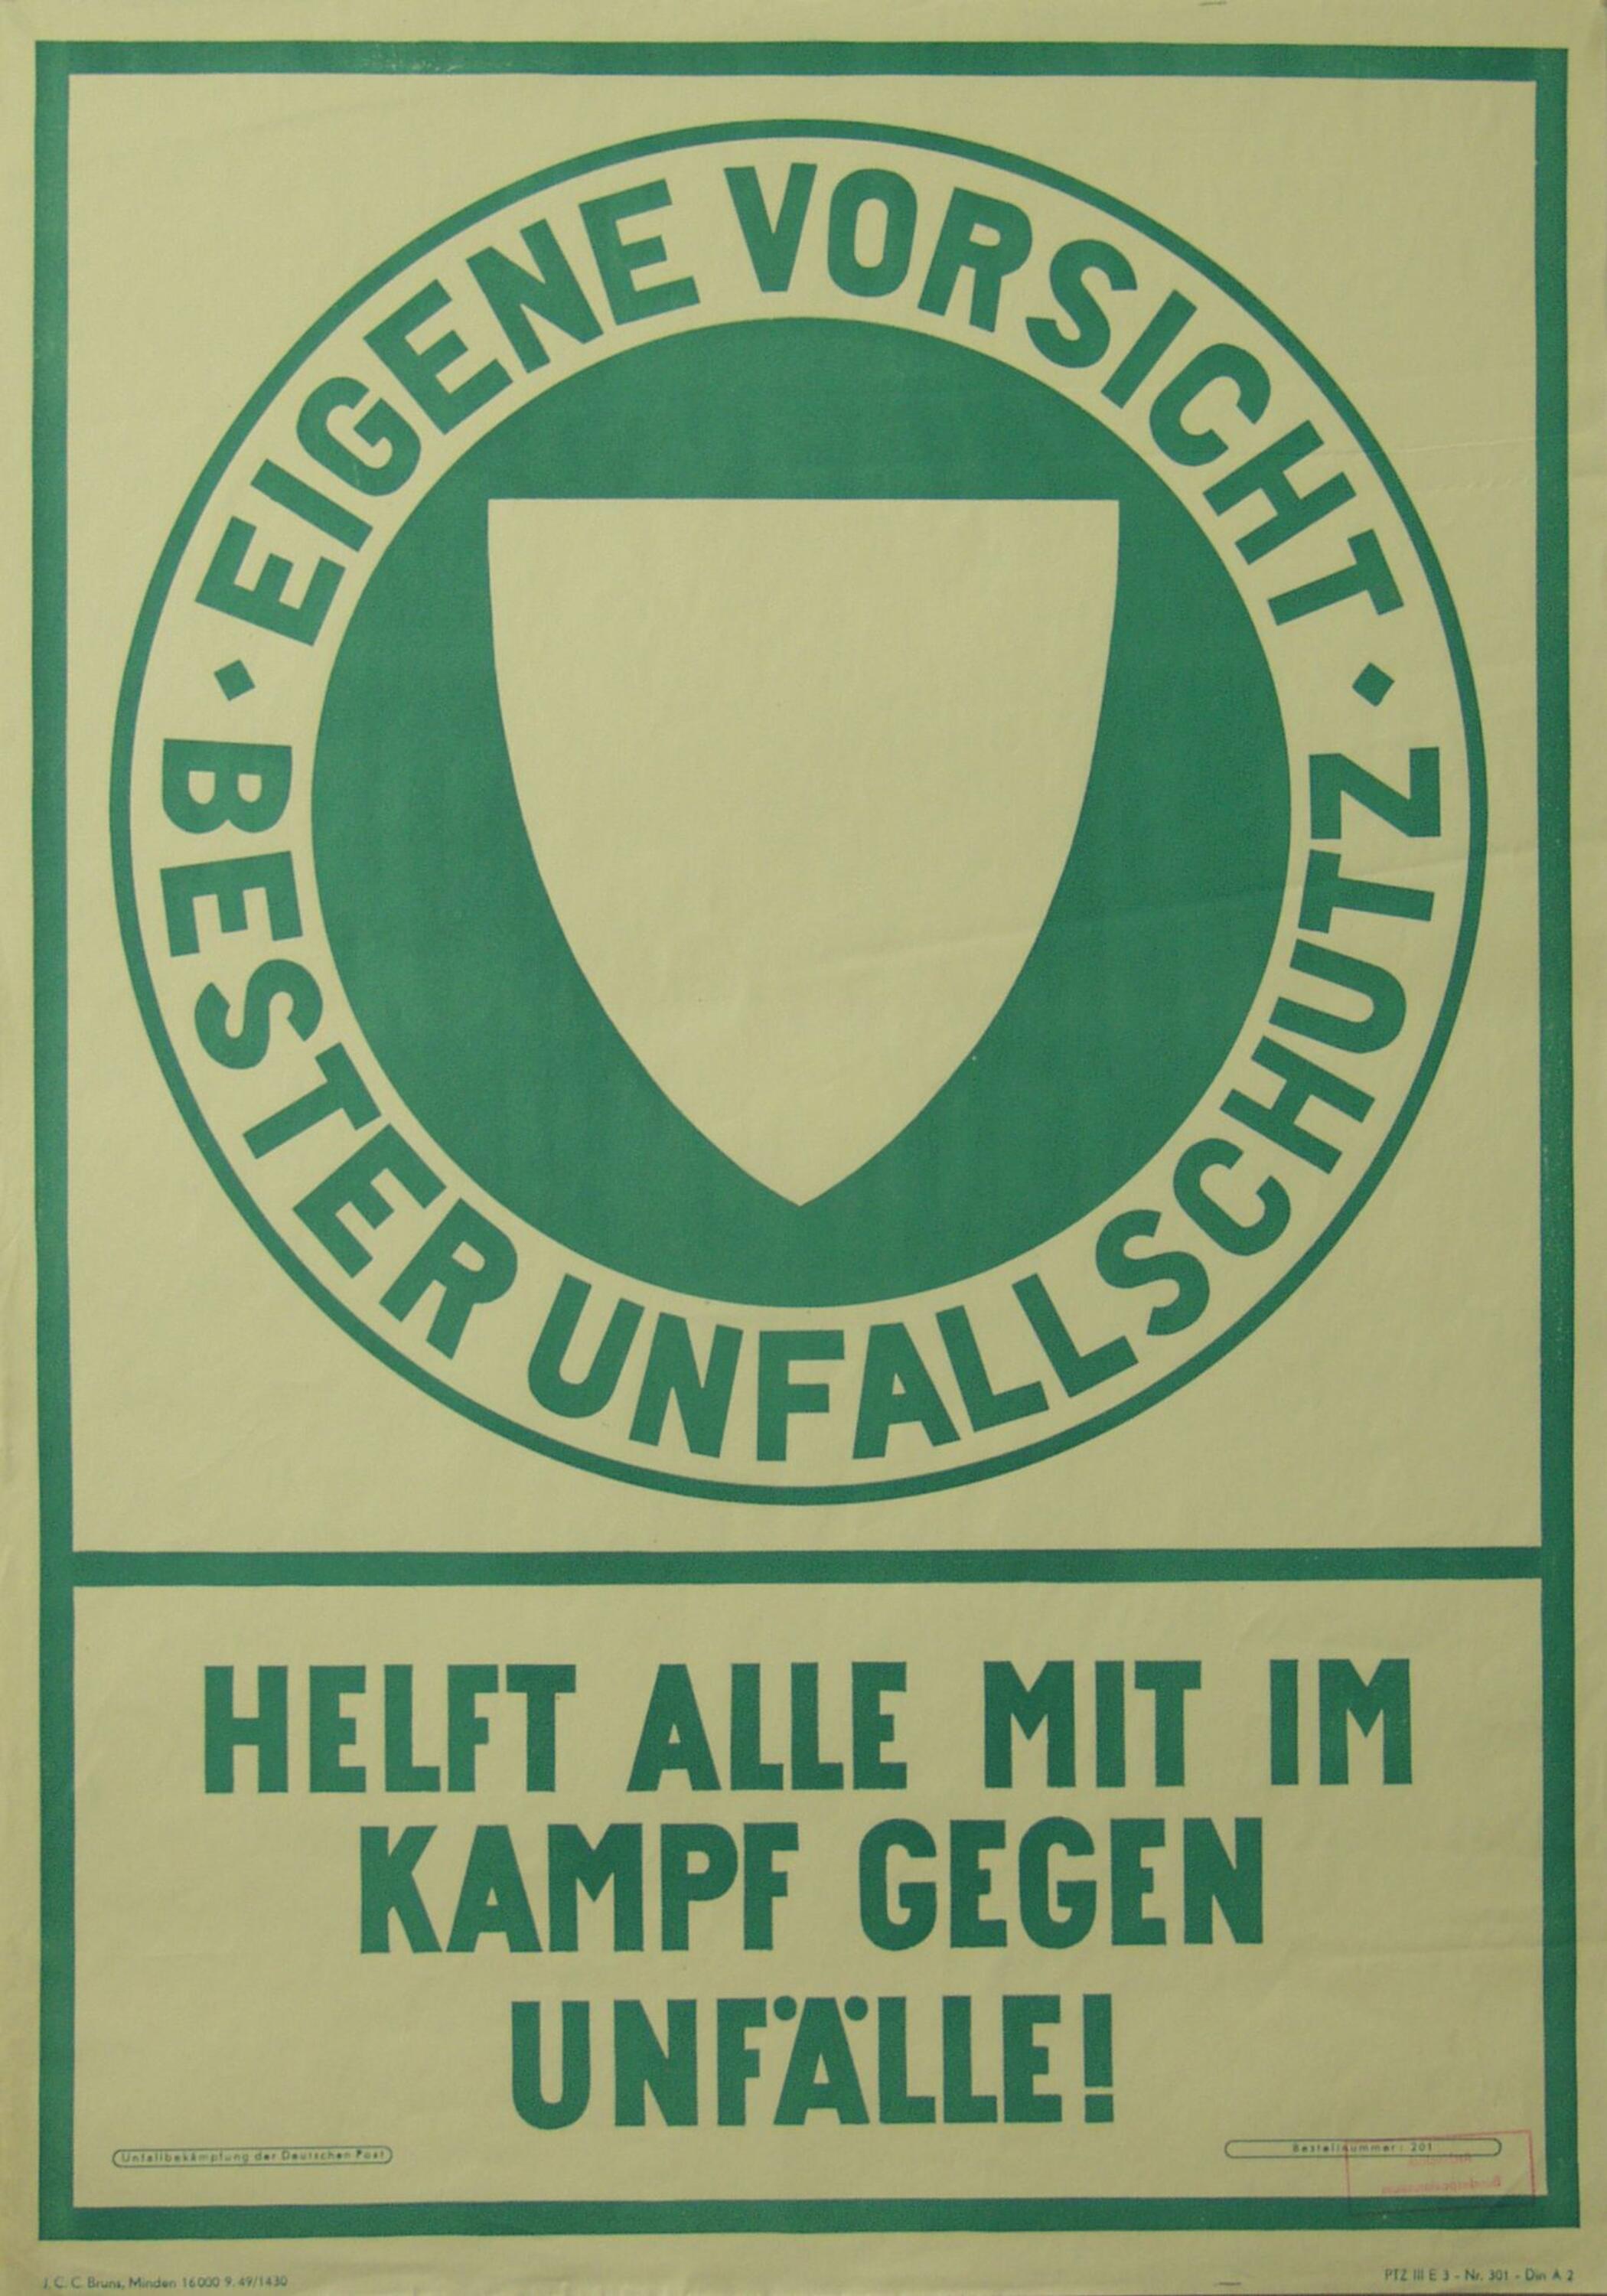 · EIGENE VORSICHT ·
BESTER UNFALLSCHUTZ
HELFT ALLE MIT IM
KAMPF GEGEN
UNFÄLLE!
Unfallbekämpfung der Deutschen Post
Bestellnummer: 201
J. C. C. Bruns, Minden 16000 9. 49/1430
PTZ III E 3 - Nr. 301 - Din A 2